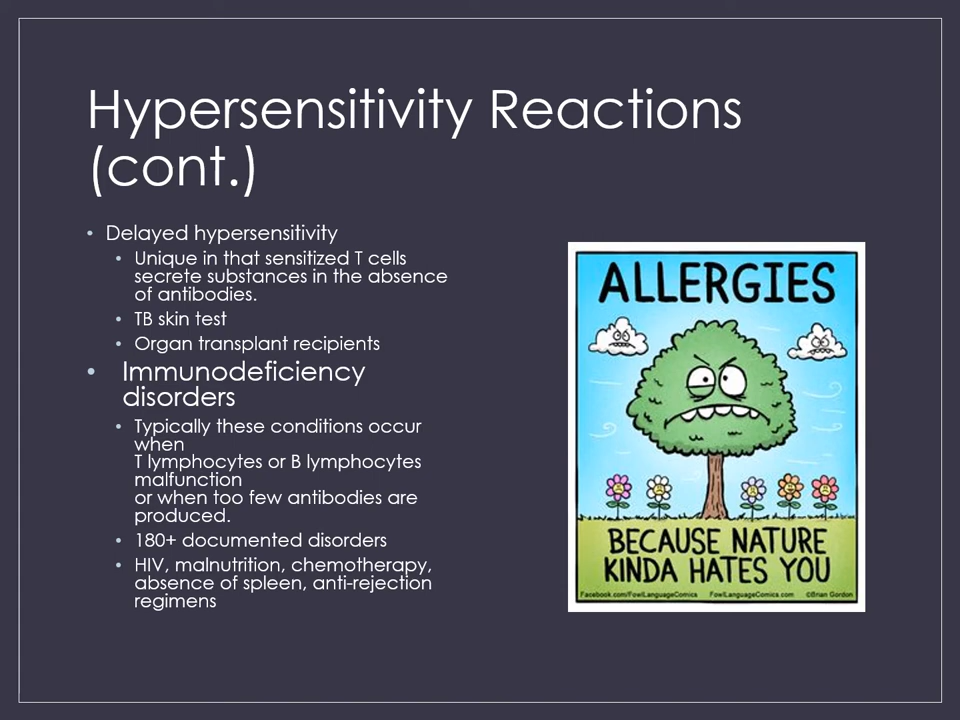 Hypersensitivity Reactions
(cont.)
• Delayed hypersensitivity
• Unique in that sensitized T cells
secrete substances in the absence
of antibodies.
• TB skin test
• Organ transplant recipients
• Immunodeficiency
disorders
• Typically these conditions occur
when
T lymphocytes or B lymphocytes
malfunction
or when too few antibodies are
produced.
• 180+ documented disorders
• HIV, malnutrition, chemotherapy,
absence of spleen, anti-rejection
regimens
ALLERGIES
BECAUSE NATURE
KINDA HATES YOU
Facebook.com/FowlLanguageComics FowlLanguageComics.com ©Brian Gordon